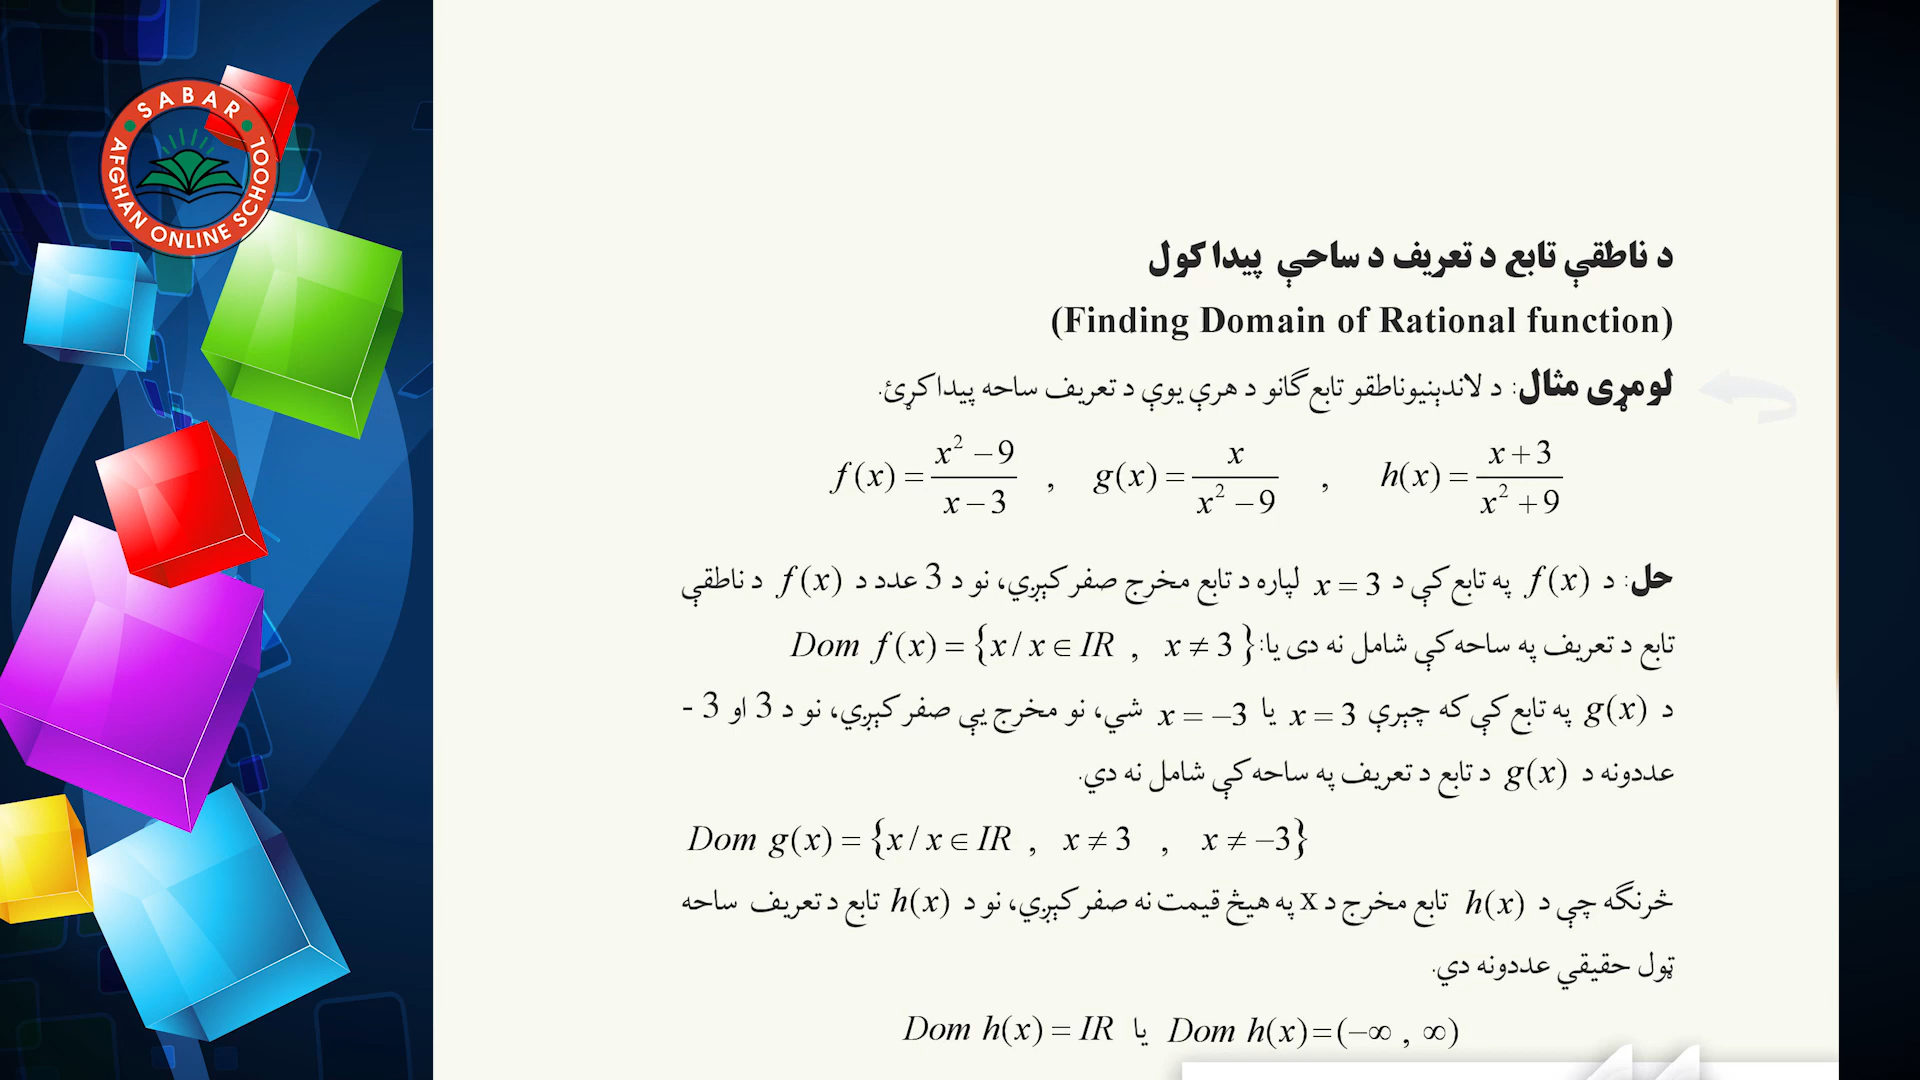 SABAR
AFGHAN ONLINE SCHOOL
د ناطقې تابع د تعریف د ساحې پیدا کول
(Finding Domain of Rational function)
لومړی مثال: د لاندېنیوناطقو تابع گانو د هرې یوې د تعریف ساحه پیدا کړئ.
f(x) = (x² − 9)/(x − 3) , g(x) = x/(x² − 9) , h(x) = (x + 3)/(x² + 9)
حل: د f(x) په تابع کې د x = 3 لپاره د تابع مخرج صفر کېږي، نو د 3 عدد د f(x) د ناطقې
تابع د تعریف په ساحه کې شامل نه دی یا: Dom f(x) = {x / x ∈ IR , x ≠ 3}
د g(x) په تابع کې که چېرې x = 3 یا x = −3 شي، نو مخرج یې صفر کېږي، نو د 3 او 3 -
عددونه د g(x) د تابع د تعریف په ساحه کې شامل نه دي.
Dom g(x) = {x / x ∈ IR , x ≠ 3 , x ≠ −3}
څرنگه چې د h(x) تابع مخرج د x په هیڅ قیمت نه صفر کېږي، نو د h(x) تابع د تعریف ساحه
ټول حقیقي عددونه دي.
Dom h(x) = IR یا Dom h(x) = (−∞ , ∞)